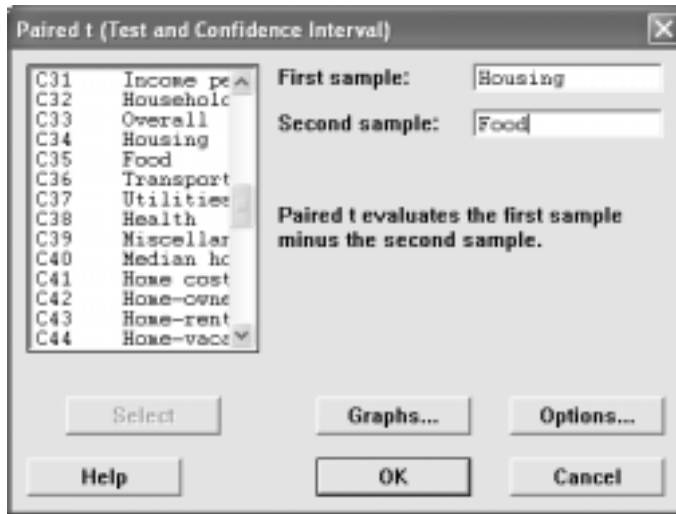 Paired t (Test and Confidence Interval)
C31 Income pe
C32 Household
C33 Overall
C34 Housing
C35 Food
C36 Transport
C37 Utilities
C38 Health
C39 Miscellan
C40 Median ho
C41 Home cost
C42 Home-owne
C43 Home-rent
C44 Home-vaca
First sample: Housing
Second sample: Food
Paired t evaluates the first sample
minus the second sample.
Select
Graphs...
Options...
Help
OK
Cancel